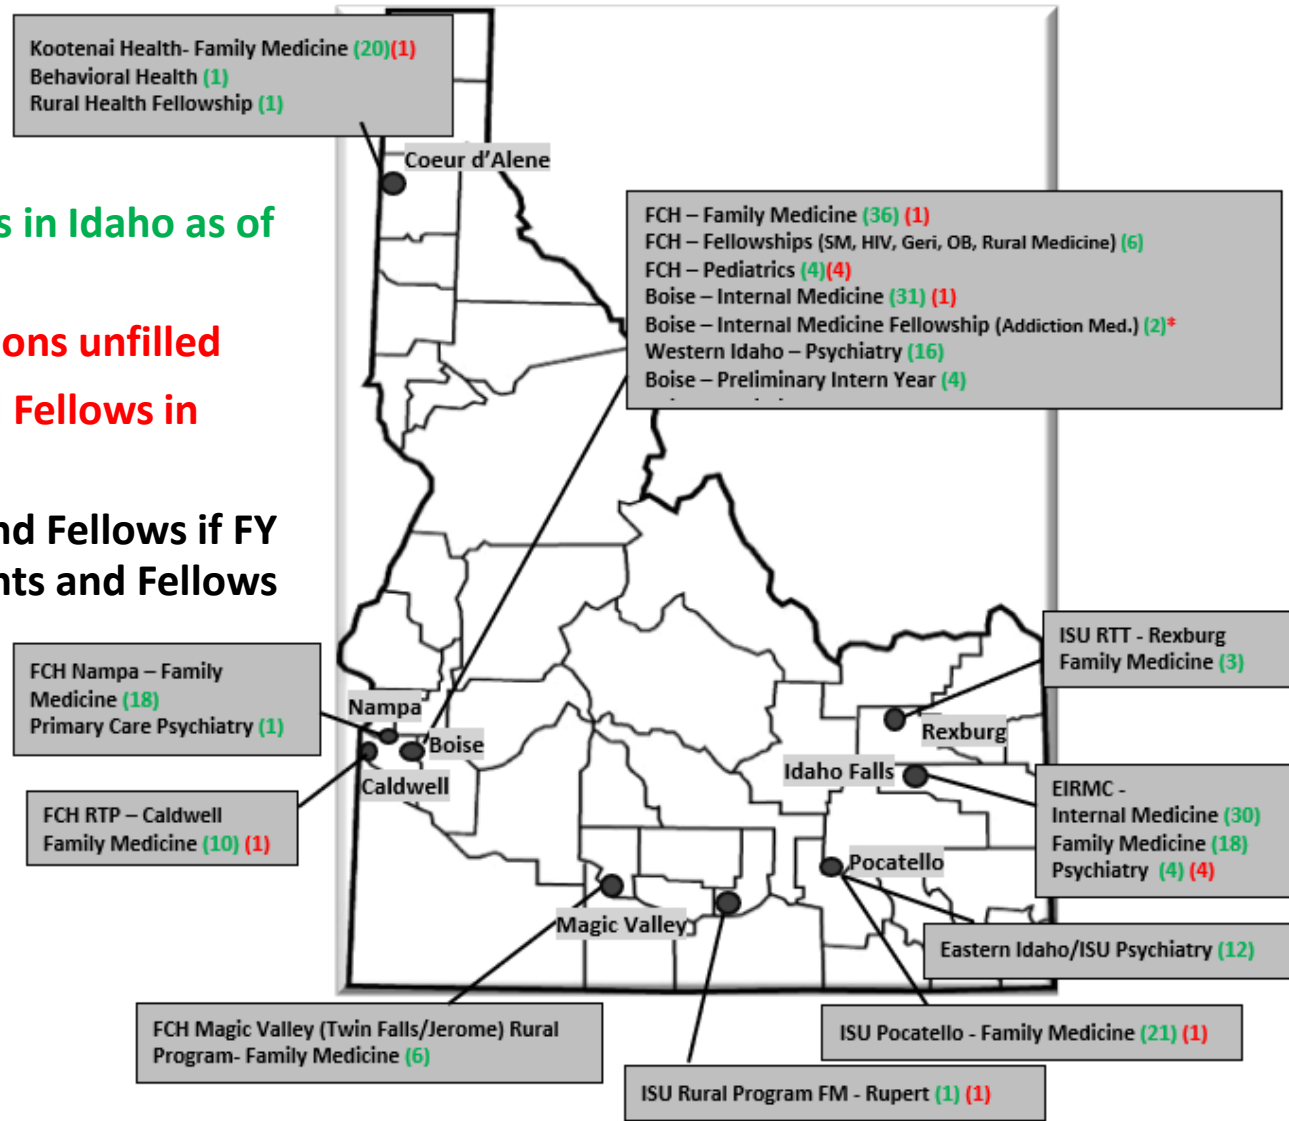 Kootenai Health- Family Medicine (20)(1)
Behavioral Health (1)
Rural Health Fellowship (1)
Coeur d'Alene
s in Idaho as of
ons unfilled
Fellows in
nd Fellows if FY
nts and Fellows
FCH – Family Medicine (36) (1)
FCH – Fellowships (SM, HIV, Geri, OB, Rural Medicine) (6)
FCH – Pediatrics (4)(4)
Boise – Internal Medicine (31) (1)
Boise – Internal Medicine Fellowship (Addiction Med.) (2)*
Western Idaho – Psychiatry (16)
Boise – Preliminary Intern Year (4)
ISU RTT - Rexburg
Family Medicine (3)
FCH Nampa – Family
Medicine (18)
Primary Care Psychiatry (1)
Nampa
Boise
Caldwell
Rexburg
Idaho Falls
FCH RTP – Caldwell
Family Medicine (10) (1)
EIRMC -
Internal Medicine (30)
Family Medicine (18)
Psychiatry (4) (4)
Pocatello
Magic Valley
Eastern Idaho/ISU Psychiatry (12)
FCH Magic Valley (Twin Falls/Jerome) Rural
Program- Family Medicine (6)
ISU Pocatello - Family Medicine (21) (1)
ISU Rural Program FM - Rupert (1) (1)